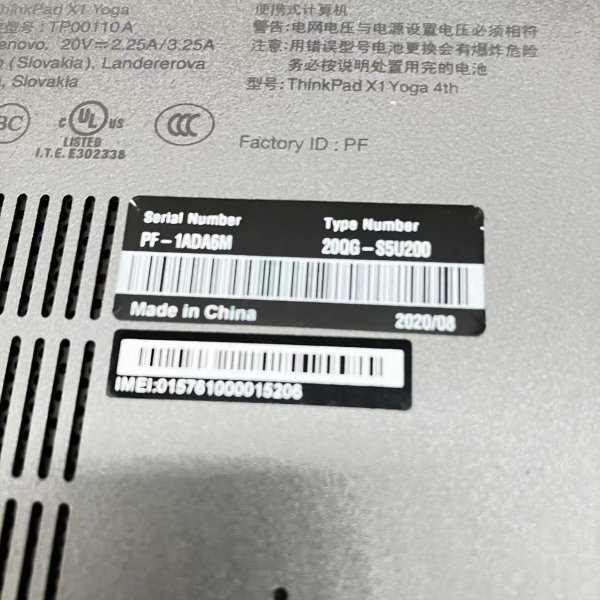 ThinkPad X1 Yoga
型号: TP00110A
Lenovo, 20V⎓2.25A/3.25A
(Slovakia), Landererova
Slovakia
便携式计算机
警告:电网电压与电源设置电压必须相符
注意:用错误型号电池更换会有爆炸危险
务必按说明处置用完的电池
型号: ThinkPad X1 Yoga 4th
c UL US
LISTED
I.T.E. E302338
CCC
Factory ID : PF
Serial Number Type Number
PF-1ADA6M 20QG-S5U200
Made in China 2020/08
IMEI:015761000015206